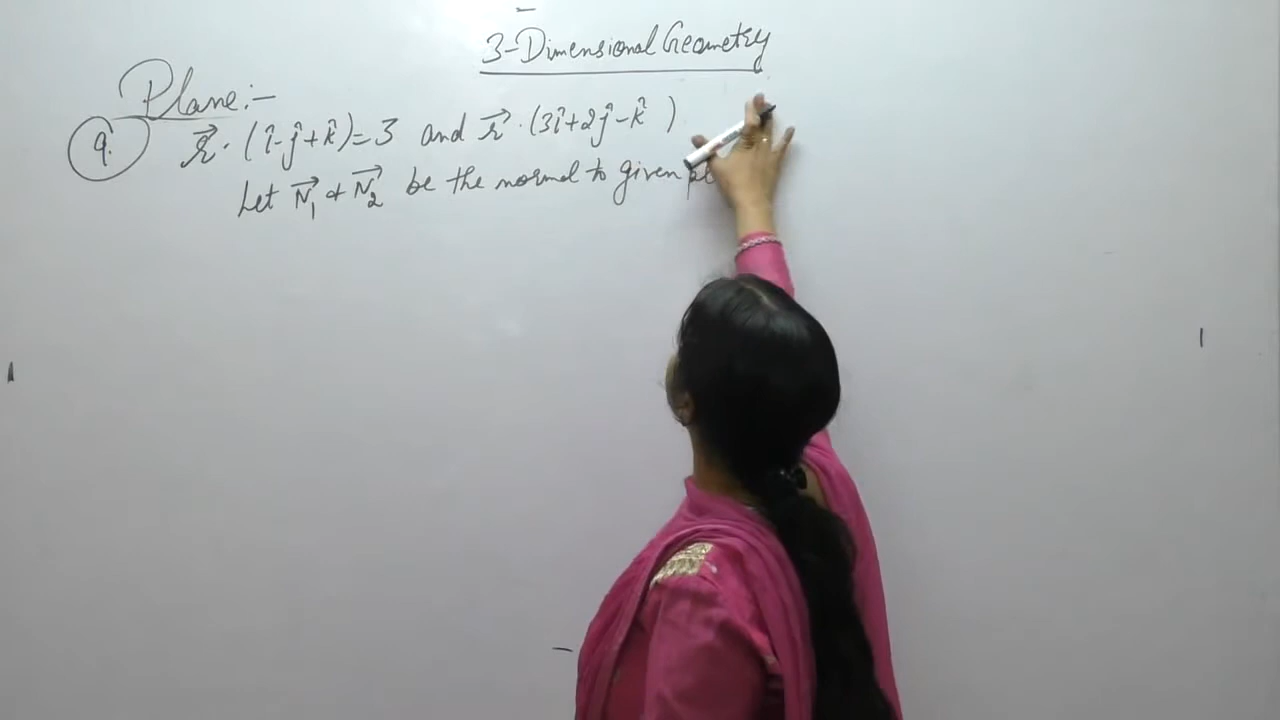 3-Dimensional Geometry
Plane:-
9. r⃗. (î-ĵ+k̂)=3 and r⃗. (3î+2ĵ-k̂)
Let N⃗₁ & N⃗₂ be the normal to given